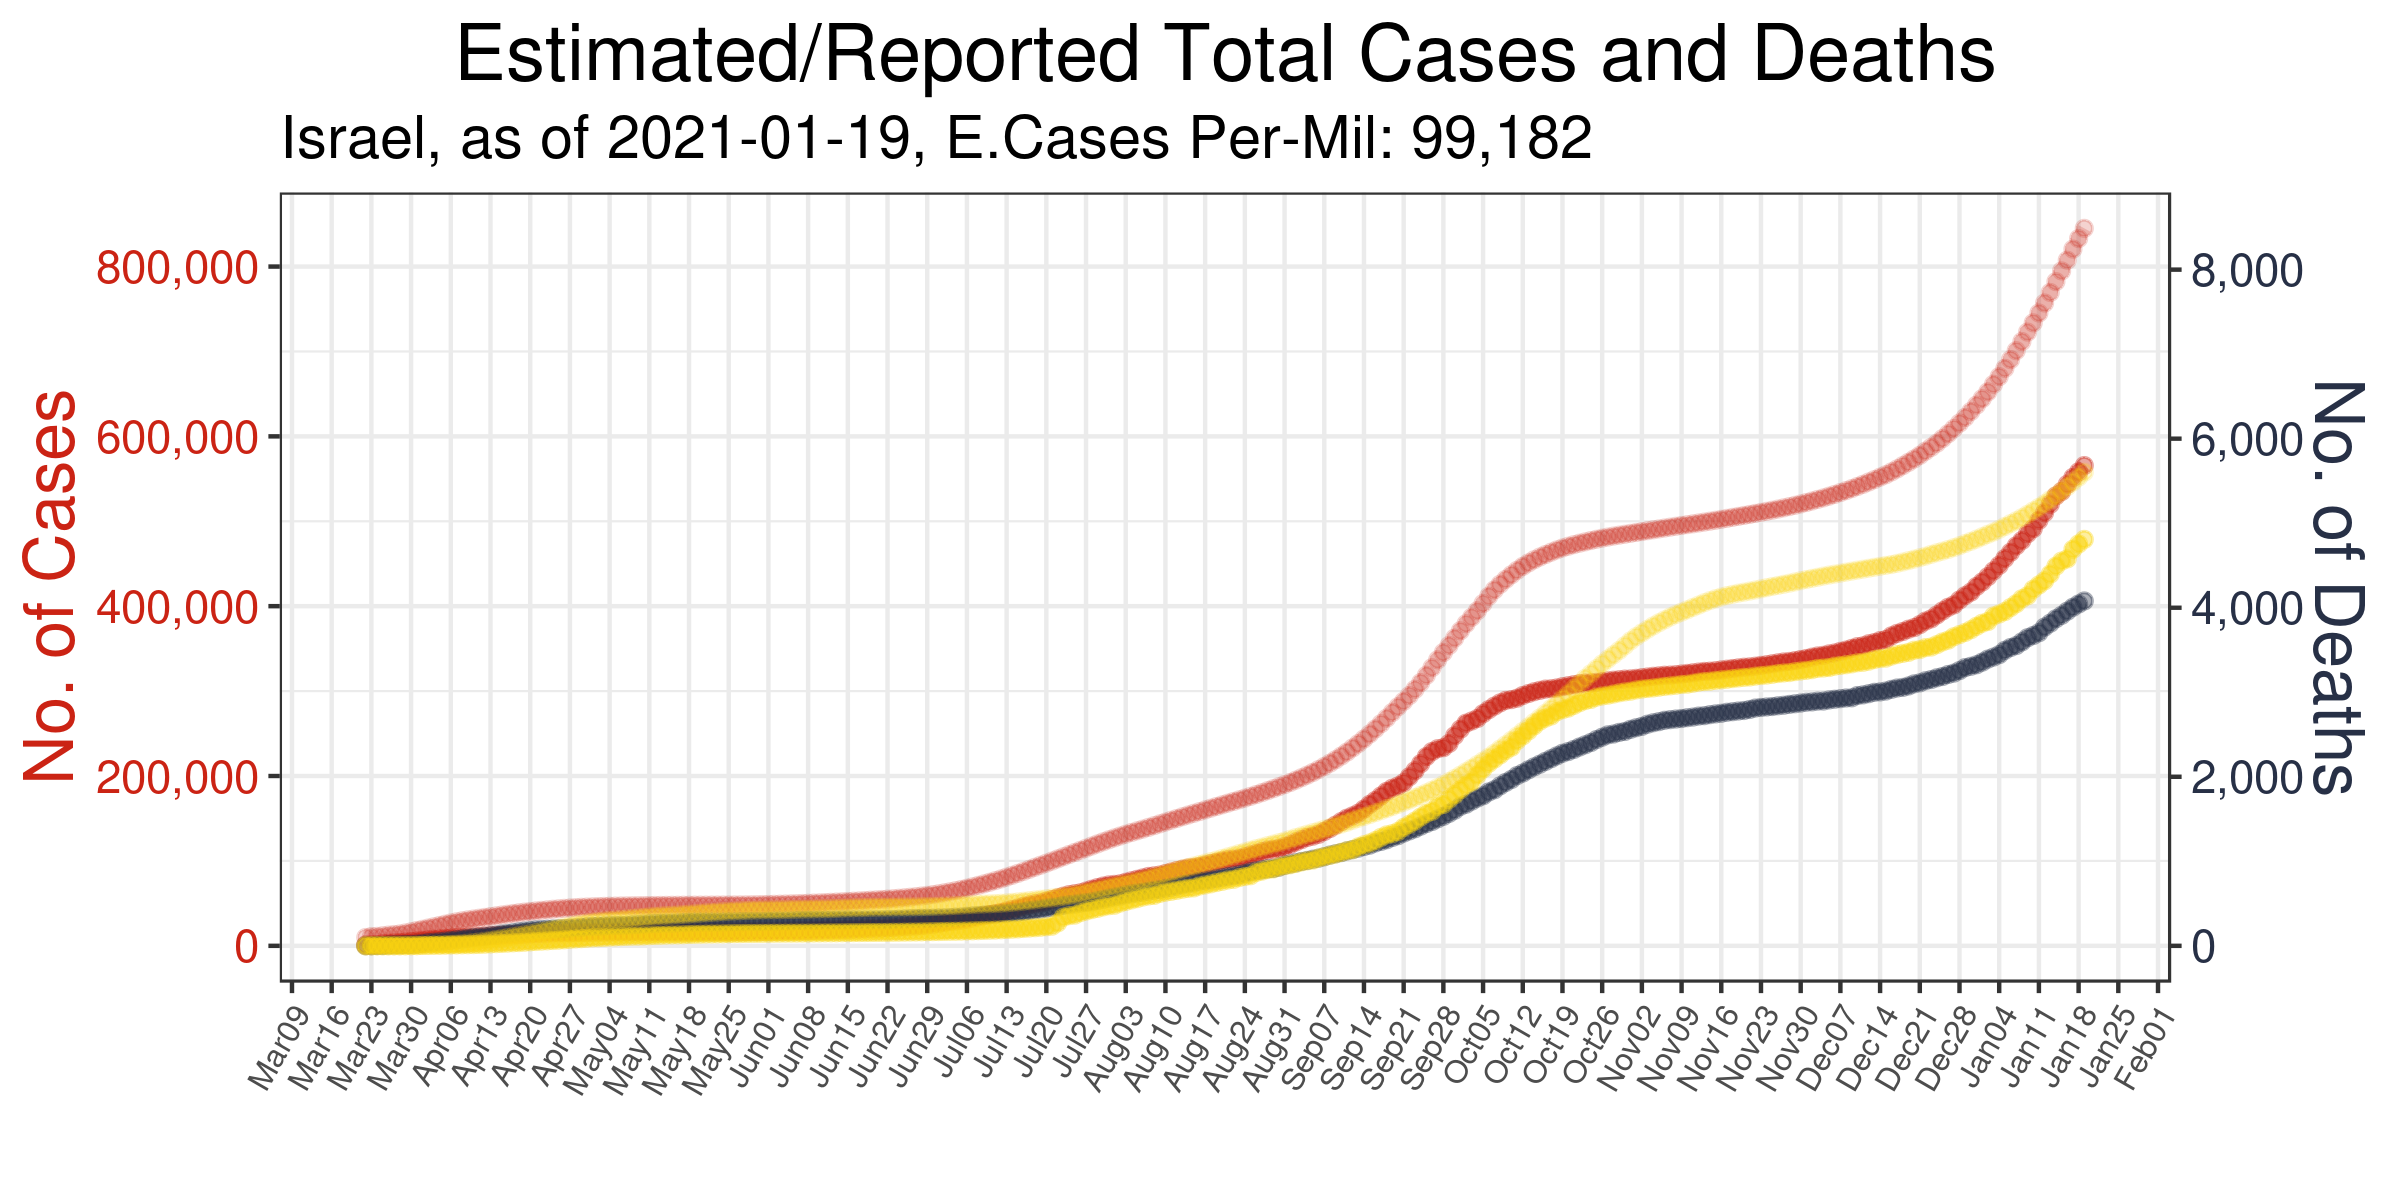 Estimated/Reported Total Cases and Deaths
Israel, as of 2021-01-19, E.Cases Per-Mil: 99,182
No. of Cases
800,000
600,000
400,000
200,000
0
8,000
6,000
4,000
2,000
0
No. of Deaths
Mar09
Mar16
Mar23
Mar30
Apr06
Apr13
Apr20
Apr27
May04
May11
May18
May25
Jun01
Jun08
Jun15
Jun22
Jun29
Jul06
Jul13
Jul20
Jul27
Aug03
Aug10
Aug17
Aug24
Aug31
Sep07
Sep14
Sep21
Sep28
Oct05
Oct12
Oct19
Oct26
Nov02
Nov09
Nov16
Nov23
Nov30
Dec07
Dec14
Dec21
Dec28
Jan04
Jan11
Jan18
Jan25
Feb01